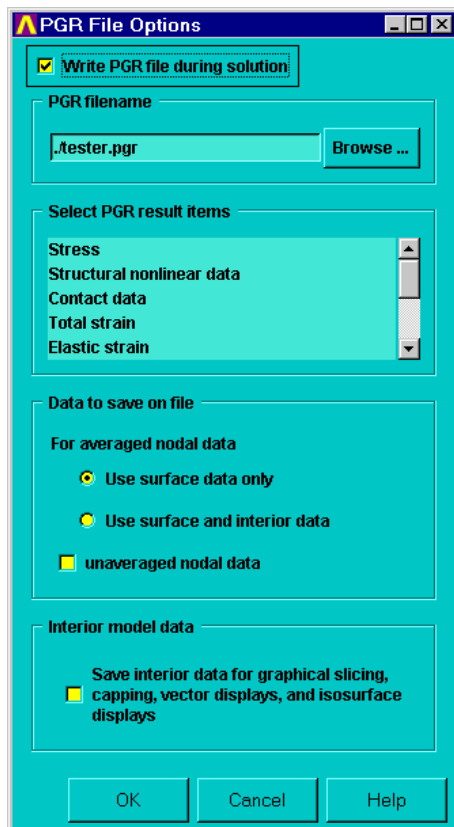 PGR File Options
Write PGR file during solution
PGR filename
./tester.pgr
Browse ...
Select PGR result items
Stress
Structural nonlinear data
Contact data
Total strain
Elastic strain
Data to save on file
For averaged nodal data
Use surface data only
Use surface and interior data
unaveraged nodal data
Interior model data
Save interior data for graphical slicing,
capping, vector displays, and isosurface
displays
OK Cancel Help